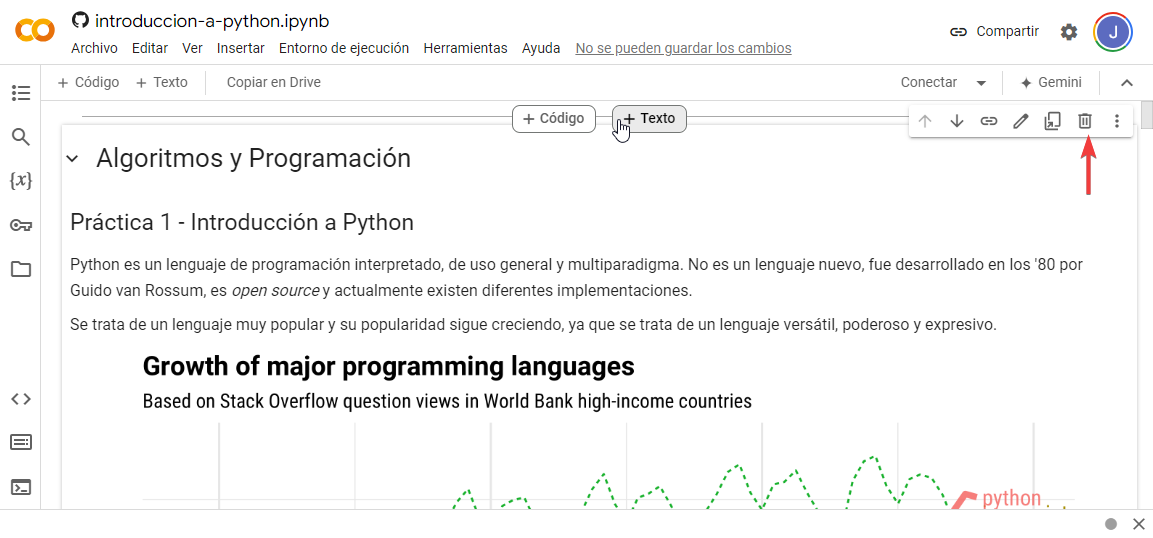 introduccion-a-python.ipynb
Archivo Editar Ver Insertar Entorno de ejecución Herramientas Ayuda No se pueden guardar los cambios
Compartir
J
+ Código + Texto Copiar en Drive
Conectar
Gemini
+ Código
+ Texto
{x}
Algoritmos y Programación
Práctica 1 - Introducción a Python
Python es un lenguaje de programación interpretado, de uso general y multiparadigma. No es un lenguaje nuevo, fue desarrollado en los '80 por
Guido van Rossum, es open source y actualmente existen diferentes implementaciones.
Se trata de un lenguaje muy popular y su popularidad sigue creciendo, ya que se trata de un lenguaje versátil, poderoso y expresivo.
Growth of major programming languages
Based on Stack Overflow question views in World Bank high-income countries
python